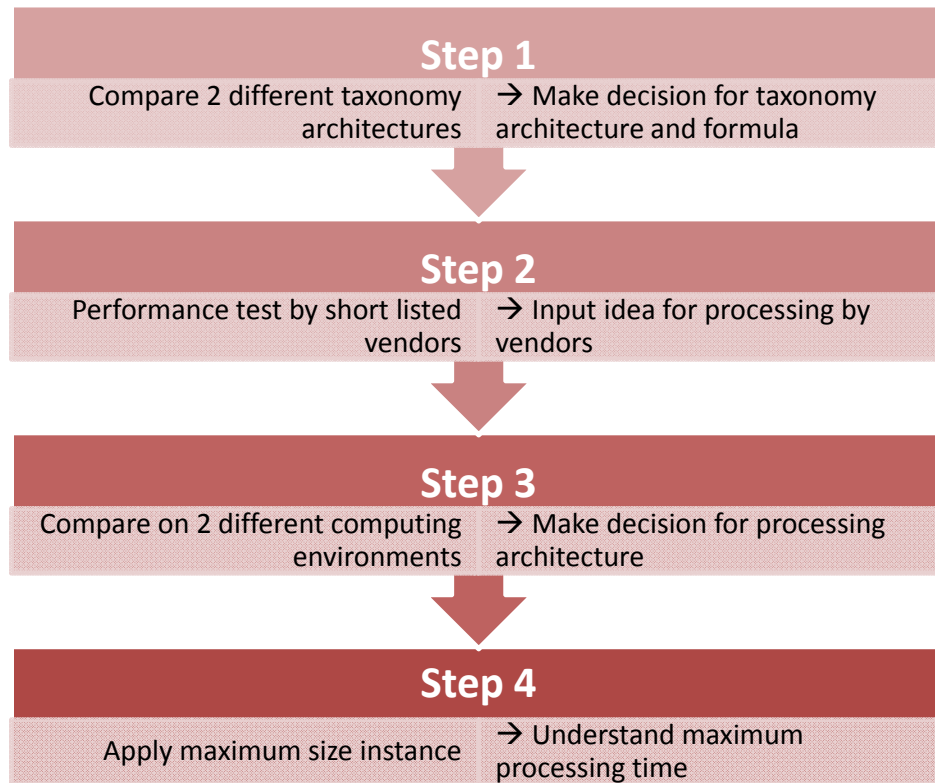 Step 1
Compare 2 different taxonomy
architectures
→ Make decision for taxonomy
architecture and formula
Step 2
Performance test by short listed
vendors
→ Input idea for processing by
vendors
Step 3
Compare on 2 different computing
environments
→ Make decision for processing
architecture
Step 4
Apply maximum size instance
→ Understand maximum
processing time